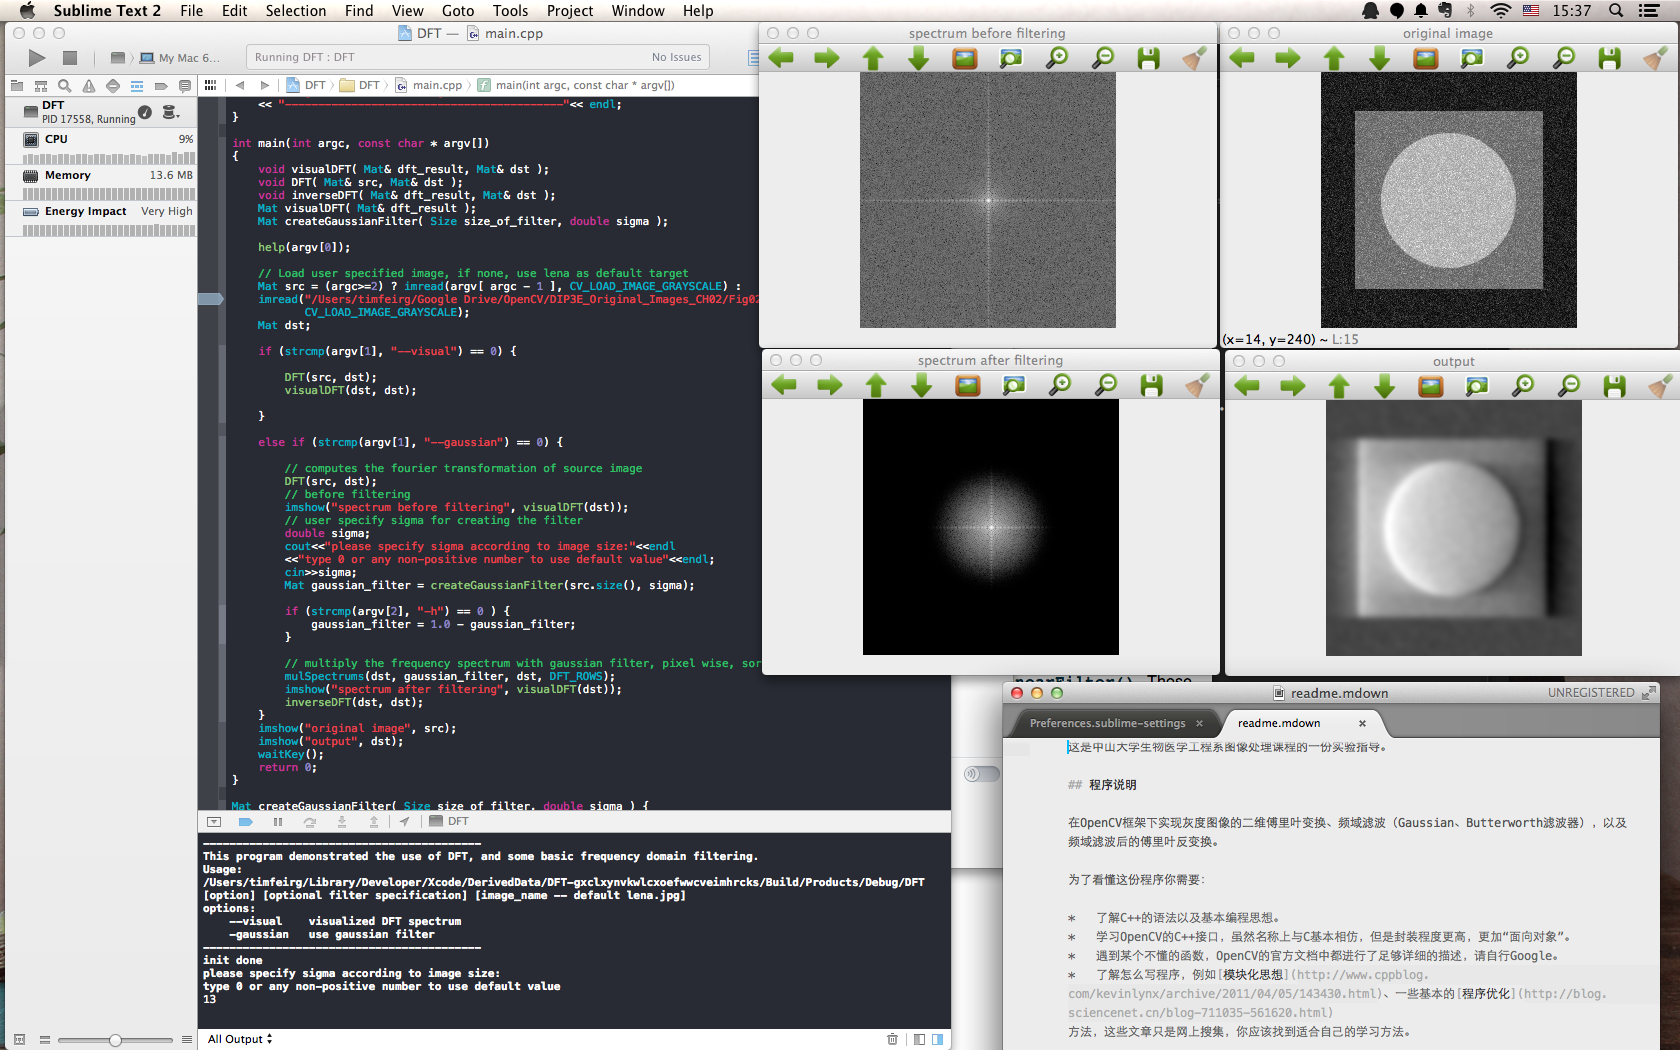 Sublime Text 2 File Edit Selection Find View Goto Tools Project Window Help
15:37
DFT — main.cpp
My Mac 6...
Running DFT : DFT
No Issues
DFT
PID 17558, Running
CPU
9%
Memory
13.6 MB
Energy Impact
Very High
DFT DFT main.cpp main(int argc, const char * argv[])
<< "------------------------------------------"<< endl;
}
int main(int argc, const char * argv[])
{
void visualDFT( Mat& dft_result, Mat& dst );
void DFT( Mat& src, Mat& dst );
void inverseDFT( Mat& dft_result, Mat& dst );
Mat visualDFT( Mat& dft_result );
Mat createGaussianFilter( Size size_of_filter, double sigma );
help(argv[0]);
// Load user specified image, if none, use lena as default target
Mat src = (argc>=2) ? imread(argv[ argc - 1 ], CV_LOAD_IMAGE_GRAYSCALE) :
imread("/Users/timfeirg/Google Drive/OpenCV/DIP3E_Original_Images_CH02/Fig02
CV_LOAD_IMAGE_GRAYSCALE);
Mat dst;
if (strcmp(argv[1], "--visual") == 0) {
DFT(src, dst);
visualDFT(dst, dst);
}
else if (strcmp(argv[1], "--gaussian") == 0) {
// computes the fourier transformation of source image
DFT(src, dst);
// before filtering
imshow("spectrum before filtering", visualDFT(dst));
// user specify sigma for creating the filter
double sigma;
cout<<"please specify sigma according to image size:"<<endl
<<"type 0 or any non-positive number to use default value"<<endl;
cin>>sigma;
Mat gaussian_filter = createGaussianFilter(src.size(), sigma);
if (strcmp(argv[2], "-h") == 0 ) {
gaussian_filter = 1.0 - gaussian_filter;
}
// multiply the frequency spectrum with gaussian filter, pixel wise, sor
mulSpectrums(dst, gaussian_filter, dst, DFT_ROWS);
imshow("spectrum after filtering", visualDFT(dst));
inverseDFT(dst, dst);
}
imshow("original image", src);
imshow("output", dst);
waitKey();
return 0;
}
Mat createGaussianFilter( Size size_of_filter, double sigma ) {
DFT
------------------------------------------
This program demonstrated the use of DFT, and some basic frequency domain filtering.
Usage:
/Users/timfeirg/Library/Developer/Xcode/DerivedData/DFT-gxclxynvkwlcxoefwwcveimhrcks/Build/Products/Debug/DFT
[option] [optional filter specification] [image_name -- default lena.jpg]
options:
--visual visualized DFT spectrum
-gaussian use gaussian filter
------------------------------------------
init done
please specify sigma according to image size:
type 0 or any non-positive number to use default value
13
All Output
spectrum before filtering
original image
(x=14, y=240) ~ L:15
spectrum after filtering
output
readme.mdown
UNREGISTERED
Preferences.sublime-settings
readme.mdown
这是中山大学生物医学工程系图像处理课程的一份实验指导。
## 程序说明
在OpenCV框架下实现灰度图像的二维傅里叶变换、频域滤波（Gaussian、Butterworth滤波器），以及
频域滤波后的傅里叶反变换。
为了看懂这份程序你需要：
* 了解C++的语法以及基本编程思想。
* 学习OpenCV的C++接口，虽然名称上与C基本相仿，但是封装程度更高，更加“面向对象”。
* 遇到某个不懂的函数，OpenCV的官方文档中都进行了足够详细的描述，请自行Google。
* 了解怎么写程序，例如[模块化思想](http://www.cppblog.
com/kevinlynx/archive/2011/04/05/143430.html)、一些基本的[程序优化](http://blog.
sciencenet.cn/blog-711035-561620.html)
方法，这些文章只是网上搜集，你应该找到适合自己的学习方法。